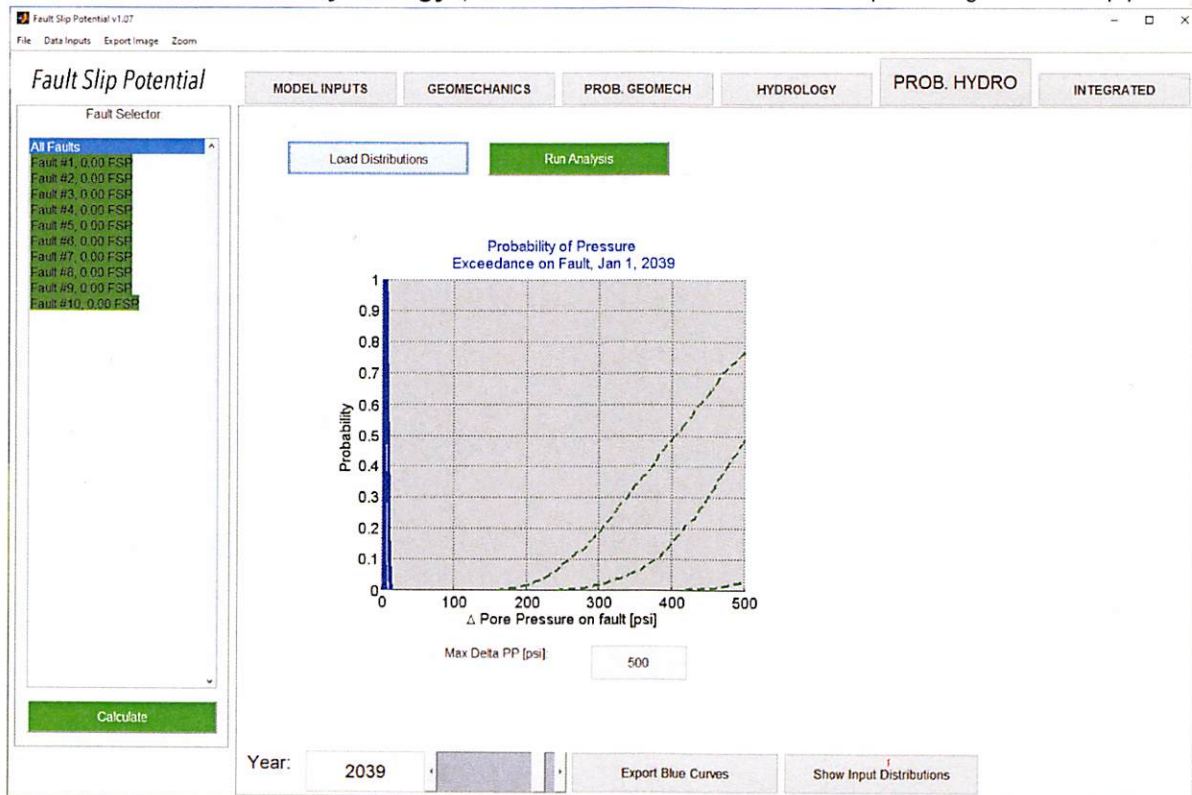 Fault Slip Potential v1.07
File Data Inputs Export Image Zoom
Fault Slip Potential
MODEL INPUTS
GEOMECHANICS
PROB. GEOMECH
HYDROLOGY
PROB. HYDRO
INTEGRATED
Fault Selector
All Faults
Fault #1, 0.00 FSP
Fault #2, 0.00 FSP
Fault #3, 0.00 FSP
Fault #4, 0.00 FSP
Fault #5, 0.00 FSP
Fault #6, 0.00 FSP
Fault #7, 0.00 FSP
Fault #8, 0.00 FSP
Fault #9, 0.00 FSP
Fault #10, 0.00 FSP
Calculate
Load Distributions
Run Analysis
Probability of Pressure
Exceedance on Fault, Jan 1, 2039
1
0.9
0.8
0.7
0.6
0.5
0.4
0.3
0.2
0.1
0
Probability
0 100 200 300 400 500
Δ Pore Pressure on fault [psi]
Max Delta PP [psi]:
500
Year:
2039
Export Blue Curves
Show Input Distributions